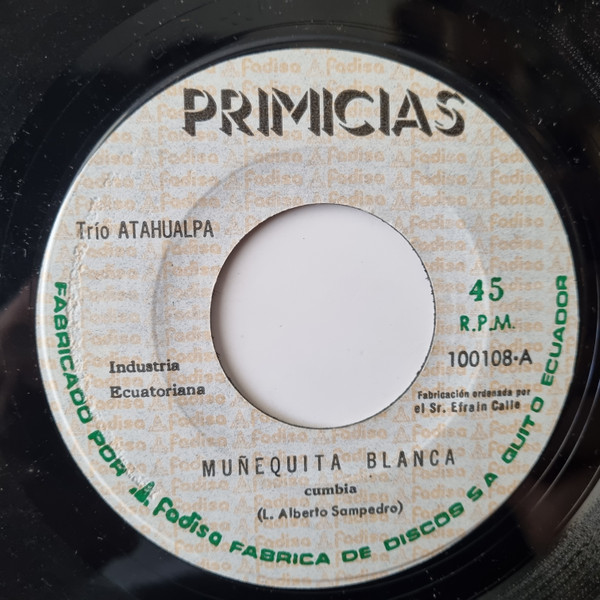 PRIMICIAS
Trío ATAHUALPA
45
R.P.M.
Industria
Ecuatoriana
100108-A
Fabricación ordenada por
el Sr. Efrain Calle
MUÑEQUITA BLANCA
cumbia
(L. Alberto Sampedro)
FABRICADO POR Fadisa FABRICA DE DISCOS S A QUITO ECUADOR